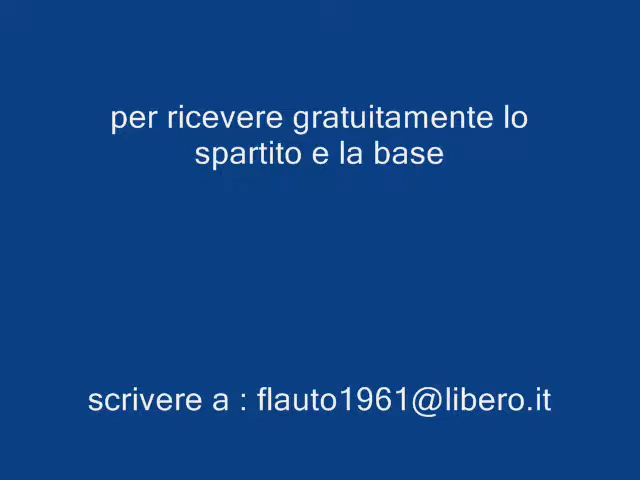 per ricevere gratuitamente lo
spartito e la base
scrivere a : flauto1961@libero.it